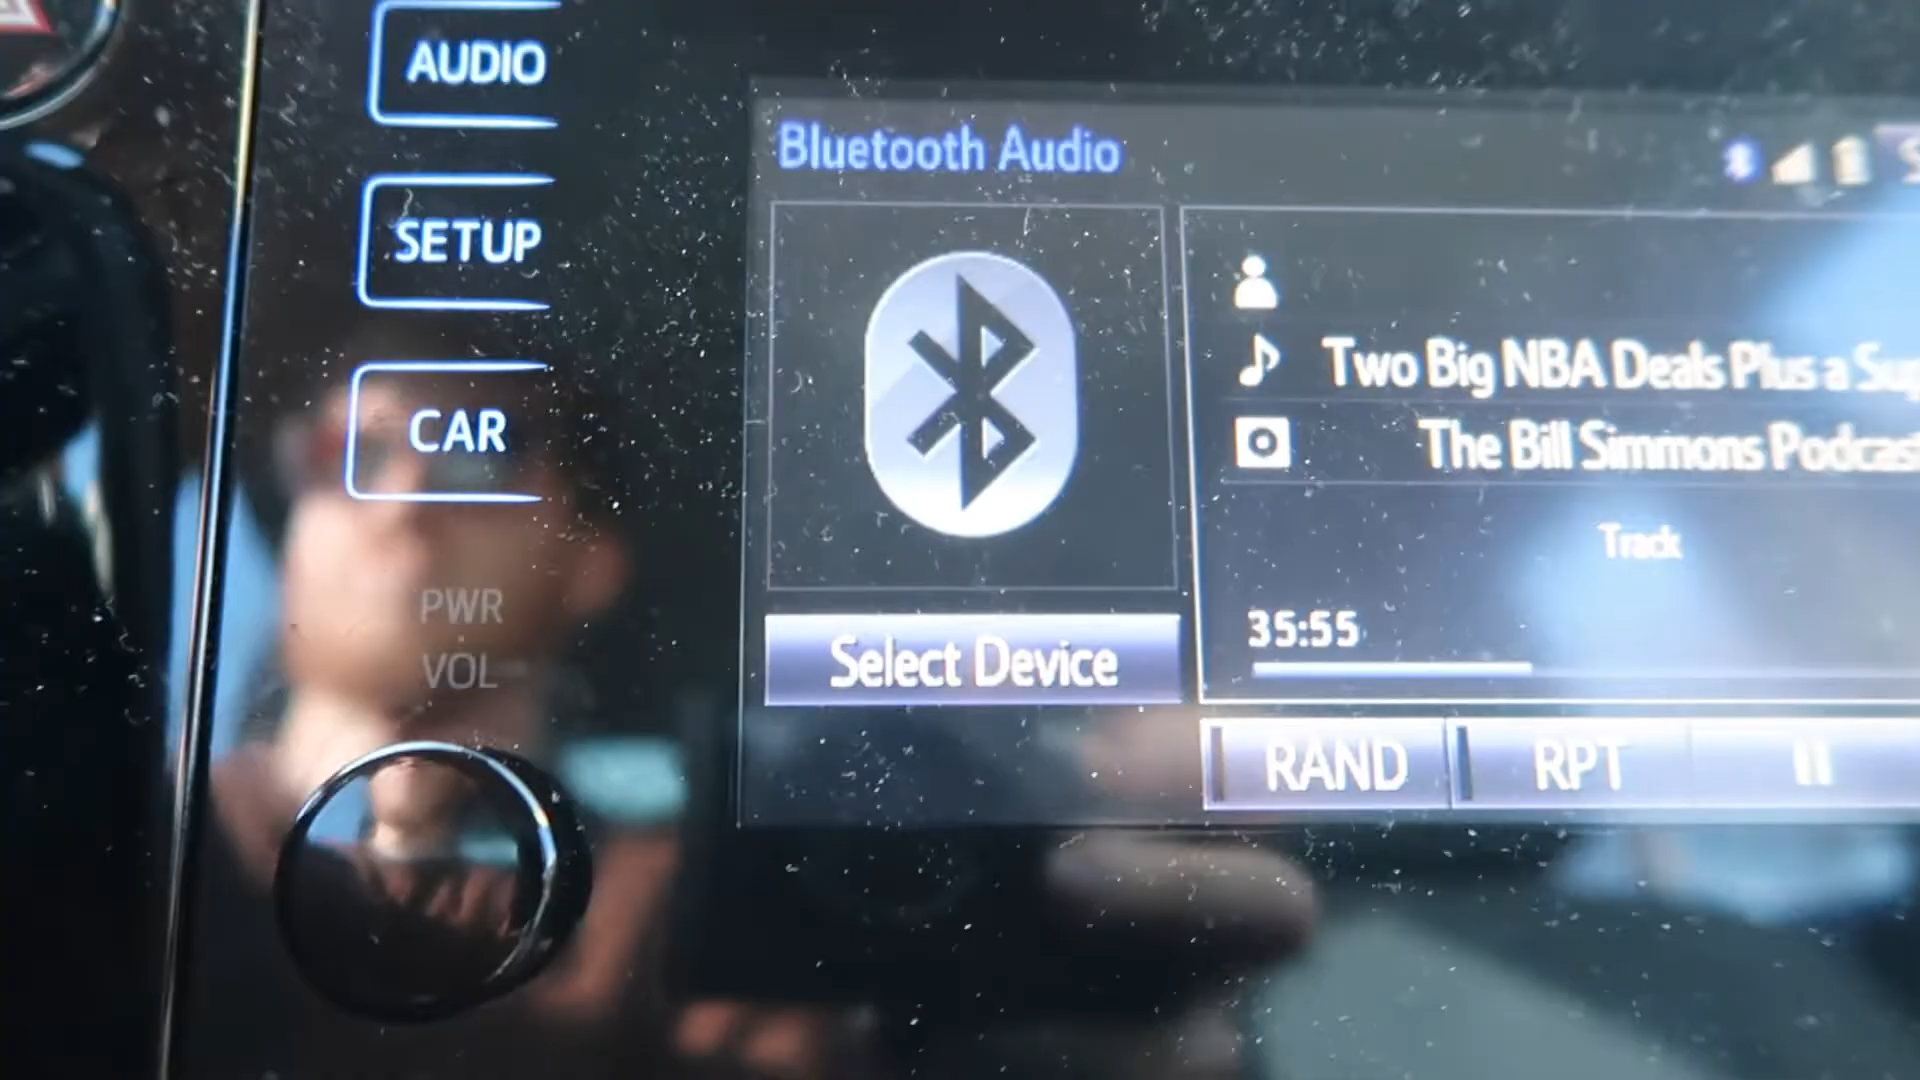 AUDIO
SETUP
CAR
PWR
VOL
Bluetooth Audio
Two Big NBA Deals Plus a
The Bill Simmons
Track
35:55
Select Device
RAND
RPT